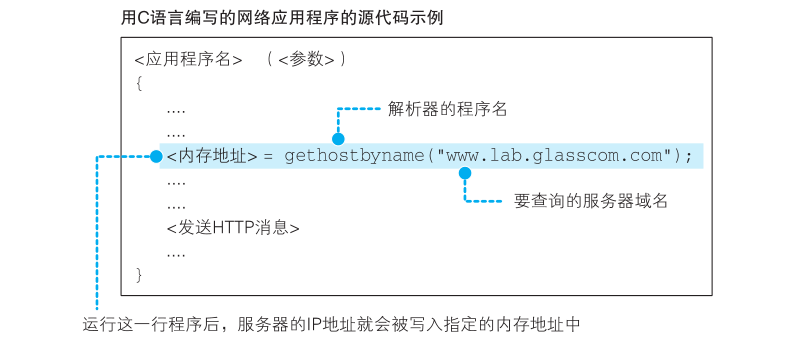 用C语言编写的网络应用程序的源代码示例
<应用程序名> （<参数>）
{
....
解析器的程序名
....
<内存地址> = gethostbyname("www.lab.glasscom.com");
....
要查询的服务器域名
....
<发送HTTP消息>
....
}
运行这一行程序后，服务器的IP地址就会被写入指定的内存地址中